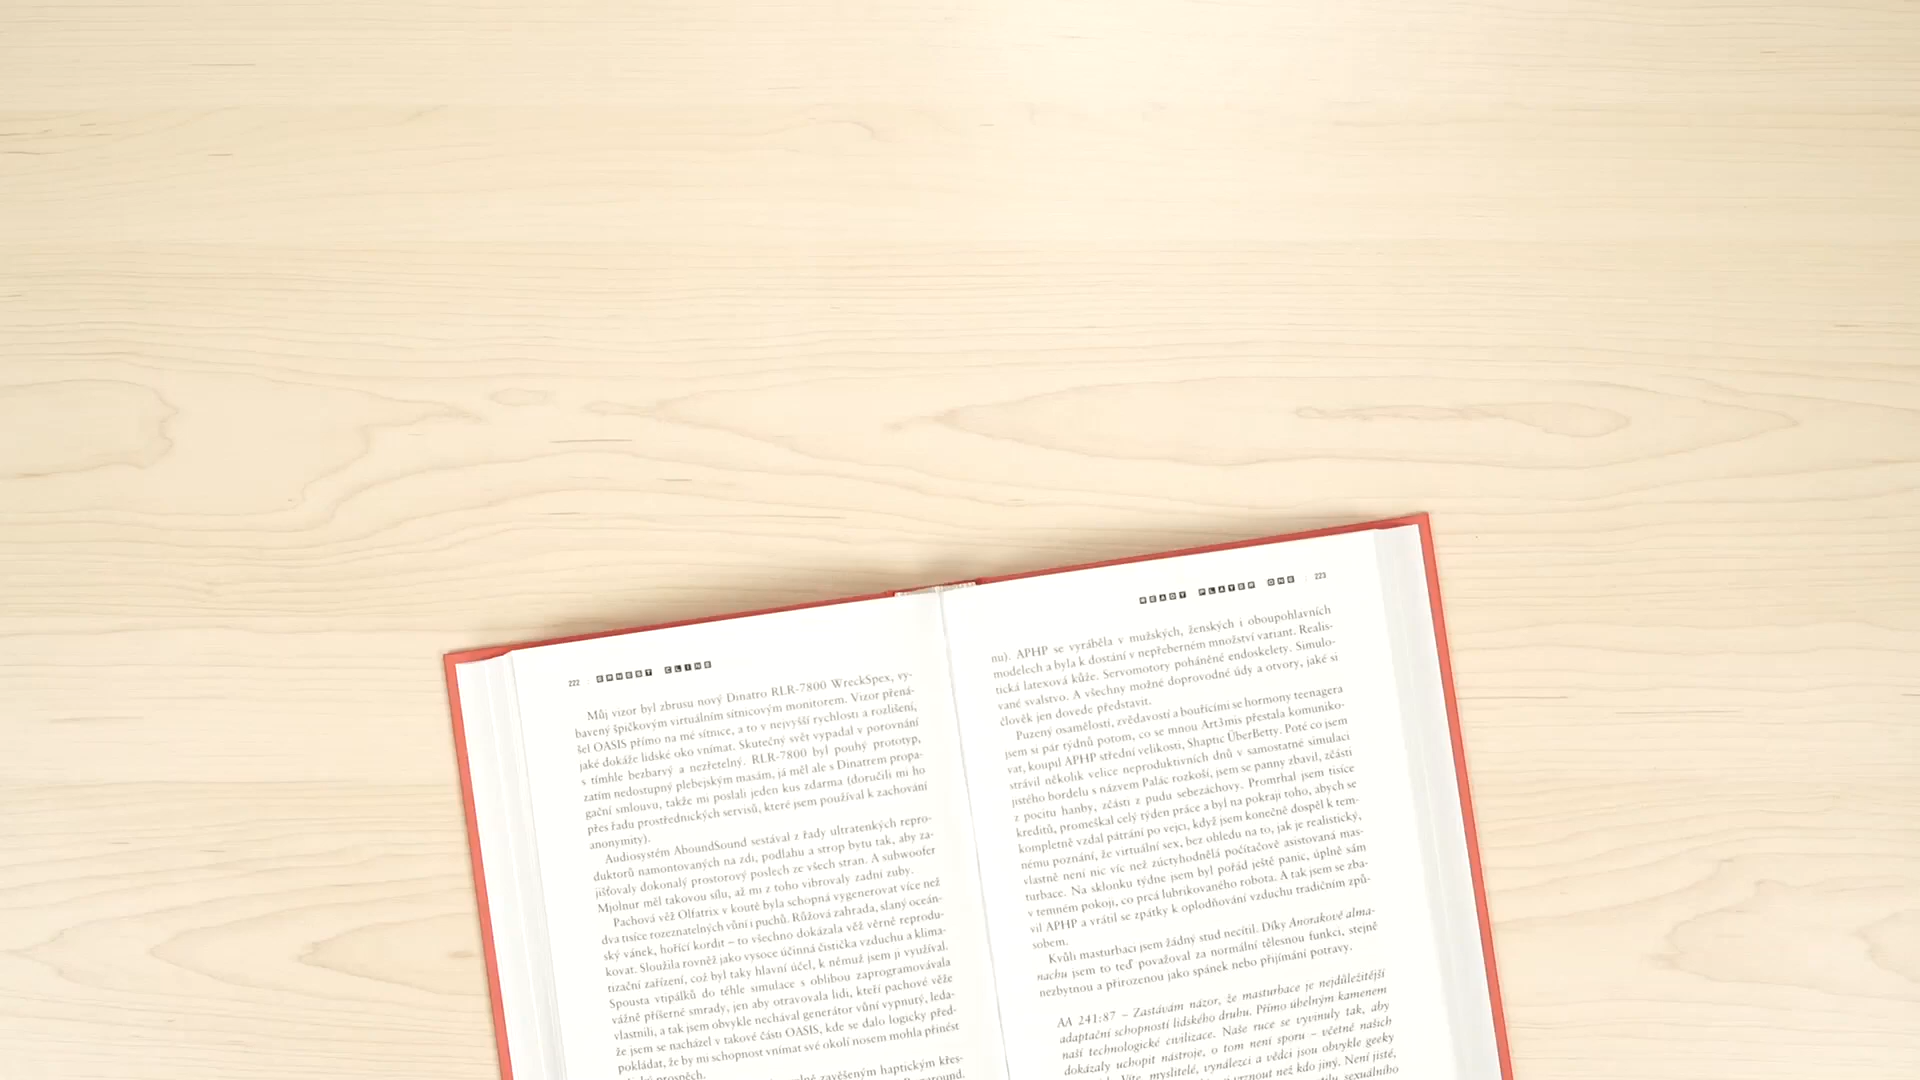 222 ERNEST CLINE
Můj vizor byl zbrusu nový Dinatro RLR-7800 WreckSpex, vy-
bavený špičkovým virtuálním sítnicovým monitorem. Vizor přená-
šel OASIS přímo na mé sítnice, a to v nejvyšší rychlosti a rozlišení,
jaké dokáže lidské oko vnímat. Skutečný svět vypadal v porovnání
s tímhle bezbarvý a nezřetelný. RLR-7800 byl pouhý prototyp,
zatím nedostupný plebejským masám, já měl ale s Dinatrem propa-
gační smlouvu, takže mi poslali jeden kus zdarma (doručili mi ho
přes řadu prostřednických servisů, které jsem používal k zachování
anonymity).
Audiosystém AboundSound sestával z řady ultratenkých repro-
duktorů namontovaných na zdi, podlahu a strop bytu tak, aby za-
jišťovaly dokonalý prostorový poslech ze všech stran. A subwoofer
Mjolnur měl takovou sílu, až mi z toho vibrovaly zadní zuby.
Pachová věž Olfatrix v koutě byla schopná vygenerovat více než
dva tisíce rozeznatelných vůní i puchů. Růžová zahrada, slaný oceán-
ský vánek, hořící kordit – to všechno dokázala věž věrně reprodu-
kovat. Sloužila rovněž jako vysoce účinná čistička vzduchu a klima-
tizační zařízení, což byl taky hlavní účel, k němuž jsem ji využíval.
Spousta vtipálků do téhle simulace s oblibou zaprogramovávala
vážně příšerné smrady, jen aby otravovala lidi, kteří pachové věže
vlastnili, a tak jsem obvykle nechával generátor vůní vypnutý, leda-
že jsem se nacházel v takové části OASIS, kde se dalo logicky před-
pokládat, že by mi schopnost vnímat své okolí nosem mohla přinést
prospěch.
zavěšeným haptickým křes-
READY PLAYER ONE 223
nu). APHP se vyráběla v mužských, ženských i oboupohlavních
modelech a byla k dostání v nepřeberném množství variant. Realis-
tická latexová kůže. Servomotory poháněné endoskelety. Simulo-
vané svalstvo. A všechny možné doprovodné údy a otvory, jaké si
člověk jen dovede představit.
Puzený osamělostí, zvědavostí a bouřícími se hormony teenagera
jsem si pár týdnů potom, co se mnou Art3mis přestala komuniko-
vat, koupil APHP střední velikosti, Shaptic ÜberBetty. Poté co jsem
strávil několik velice neproduktivních dnů v samostatné simulaci
jistého bordelu s názvem Palác rozkoší, jsem se panny zbavil, zčásti
z pocitu hanby, zčásti z pudu sebezáchovy. Promrhal jsem tisíce
kreditů, promeškal celý týden práce a byl na pokraji toho, abych se
kompletně vzdal pátrání po vejci, když jsem konečně dospěl k tem-
nému poznání, že virtuální sex, bez ohledu na to, jak je realistický,
vlastně není nic víc než zúctyhodnělá počítačově asistovaná mas-
turbace. Na sklonku týdne jsem byl pořád ještě panic, úplně sám
v temném pokoji, co prcá lubrikovaného robota. A tak jsem se zba-
vil APHP a vrátil se zpátky k oplodňování vzduchu tradičním způ-
sobem.
Kvůli masturbaci jsem žádný stud necítil. Díky Anorakově alma-
nachu jsem to teď považoval za normální tělesnou funkci, stejně
nezbytnou a přirozenou jako spánek nebo přijímání potravy.
AA 241:87 – Zastávám názor, že masturbace je nejdůležitější
adaptační schopností lidského druhu. Přímo úhelným kamenem
naší technologické civilizace. Naše ruce se vyvinuly tak, aby
dokázaly uchopit nástroje, o tom není sporu – včetně našich
Víte, myslitelé, vynálezci a vědci jsou obvykle geeky
než kdo jiný. Není jisté,
sexuálního